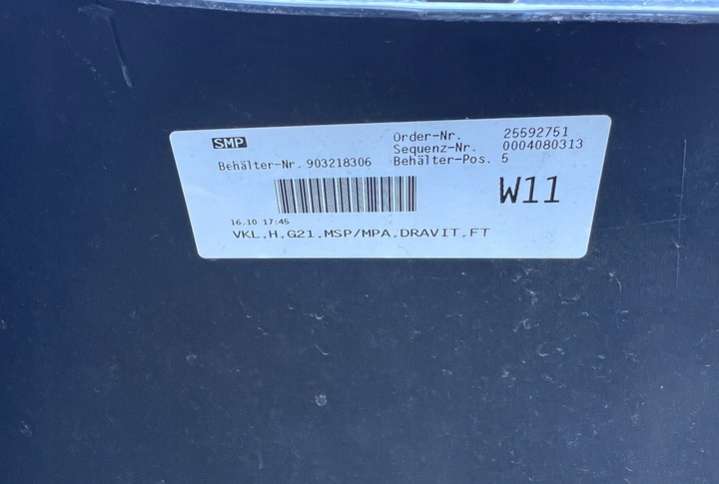 SMP
Order-Nr. 25592751
Sequenz-Nr. 0004080313
Behälter-Nr. 903218306 Behälter-Pos. 5
W11
16.10 17:45
VKL.H.G21.MSP/MPA.DRAVIT.FT